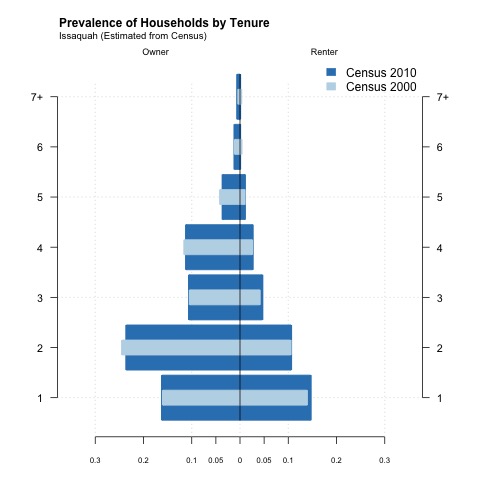 Prevalence of Households by Tenure
Issaquah (Estimated from Census)
Owner Renter
Census 2010
Census 2000
7+ 7+
6 6
5 5
4 4
3 3
2 2
1 1
0.3 0.2 0.1 0.05 0 0.05 0.1 0.2 0.3